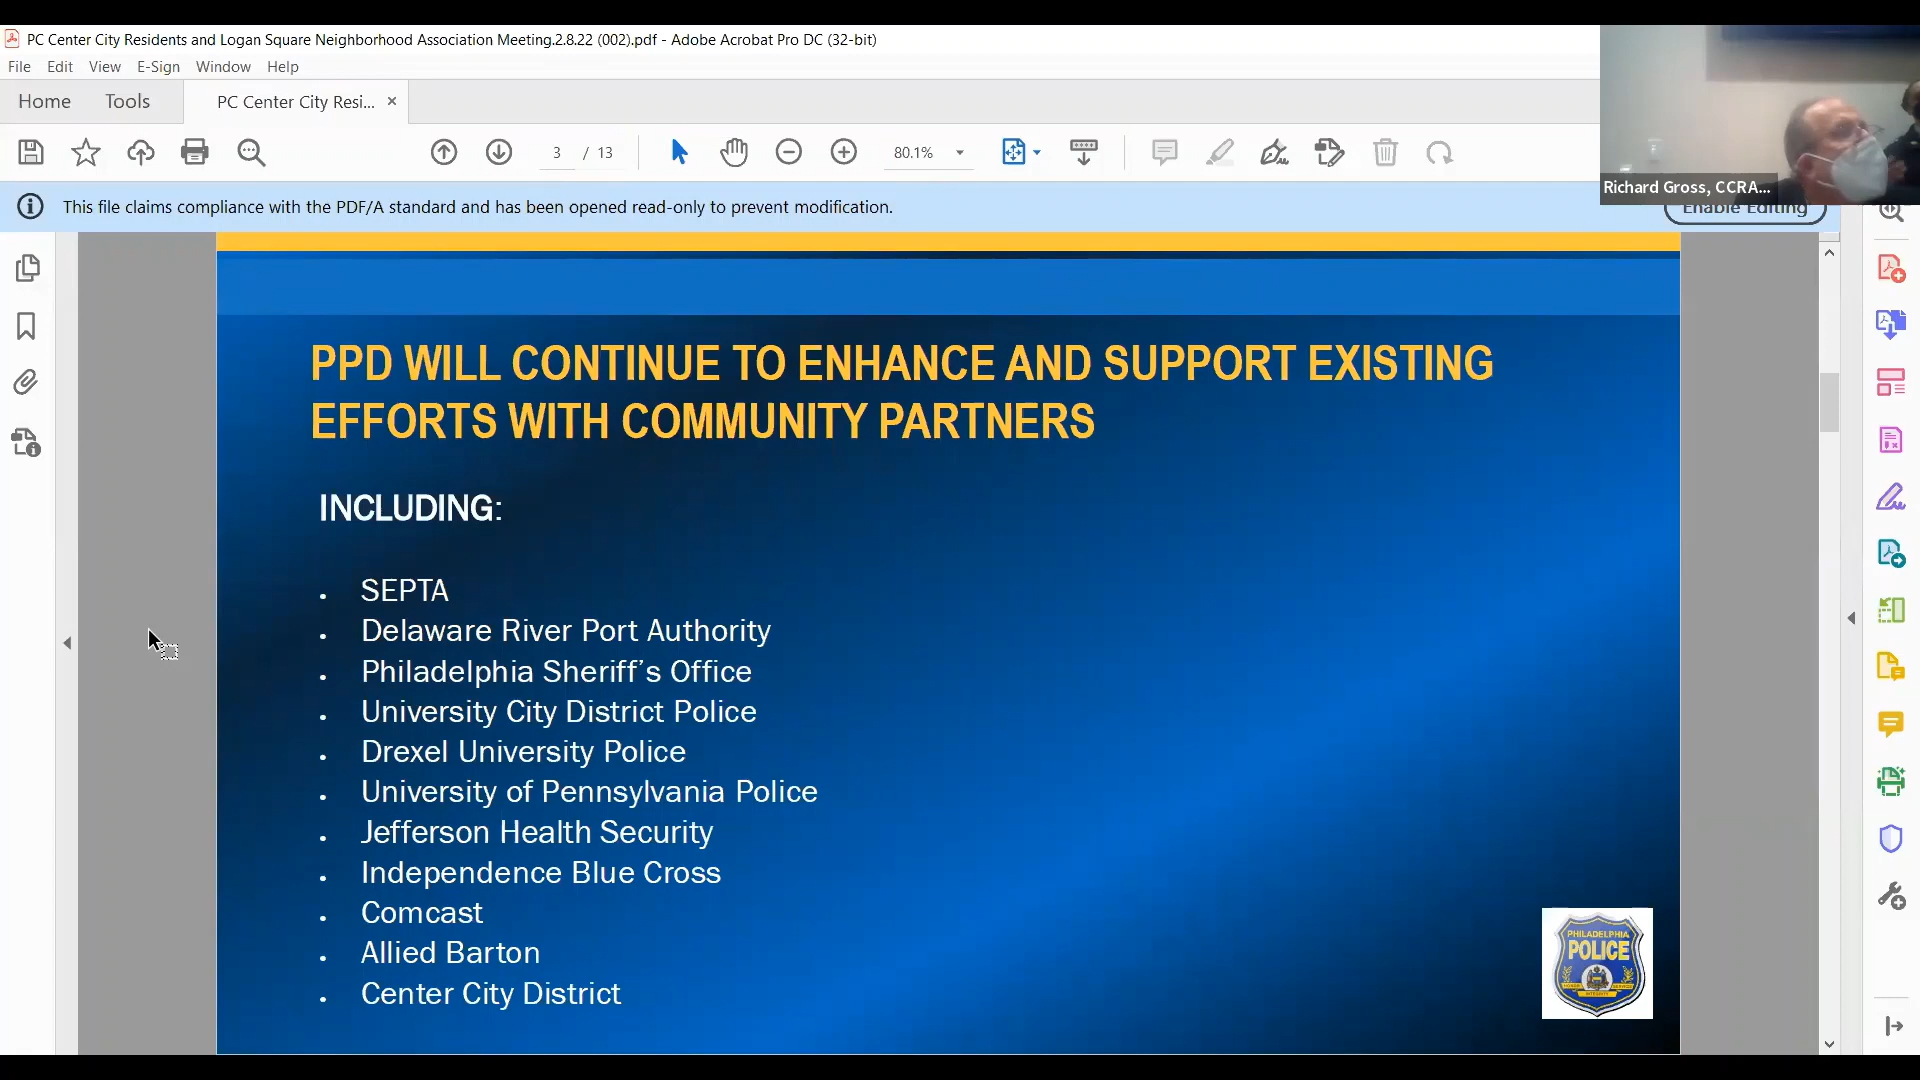 PC Center City Residents and Logan Square Neighborhood Association Meeting.2.8.22 (002).pdf - Adobe Acrobat Pro DC (32-bit)
File Edit View E-Sign Window Help
Home Tools PC Center City Resi... ×
3 / 13 80.1%
Richard Gross, CCRA...
This file claims compliance with the PDF/A standard and has been opened read-only to prevent modification.
Enable Editing
PPD WILL CONTINUE TO ENHANCE AND SUPPORT EXISTING
EFFORTS WITH COMMUNITY PARTNERS
INCLUDING:
• SEPTA
• Delaware River Port Authority
• Philadelphia Sheriff’s Office
• University City District Police
• Drexel University Police
• University of Pennsylvania Police
• Jefferson Health Security
• Independence Blue Cross
• Comcast
• Allied Barton
• Center City District
PHILADELPHIA
POLICE
HONOR SERVICE
INTEGRITY